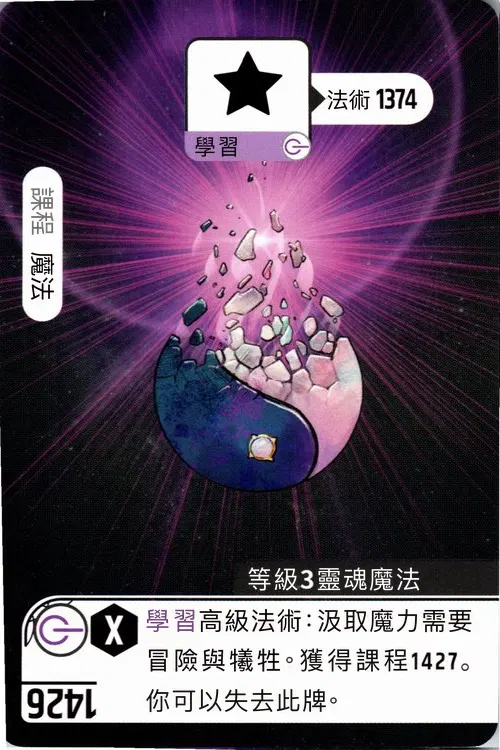 法術 1374
學習
課程 魔法
等級3靈魂魔法
X
學習高級法術：汲取魔力需要
冒險與犧牲。獲得課程1427。
你可以失去此牌。
1426